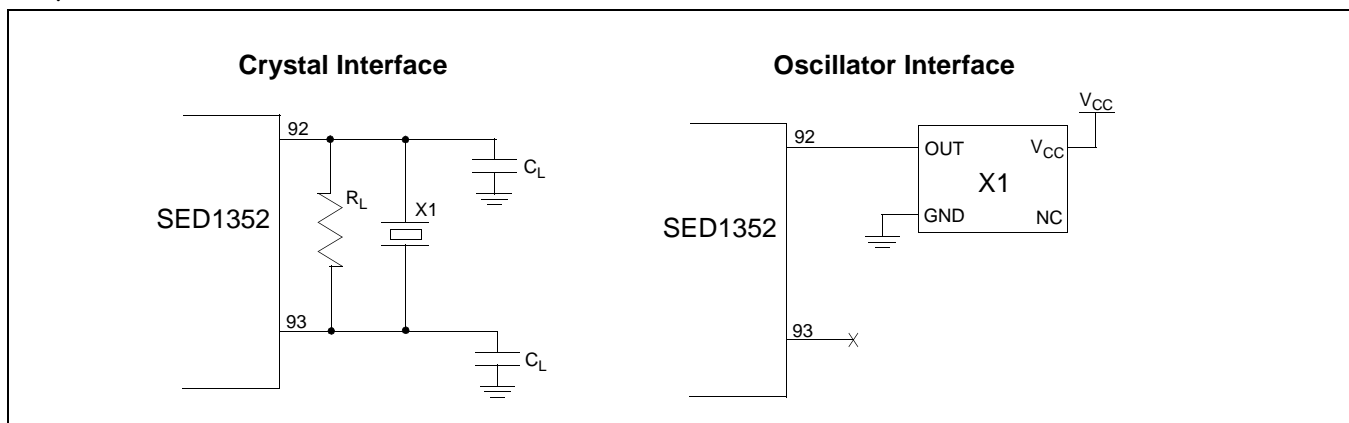 Crystal Interface
92
C_L
R_L
X1
SED1352
93
C_L
Oscillator Interface
V_CC
92
OUT
V_CC
X1
SED1352
GND
NC
93